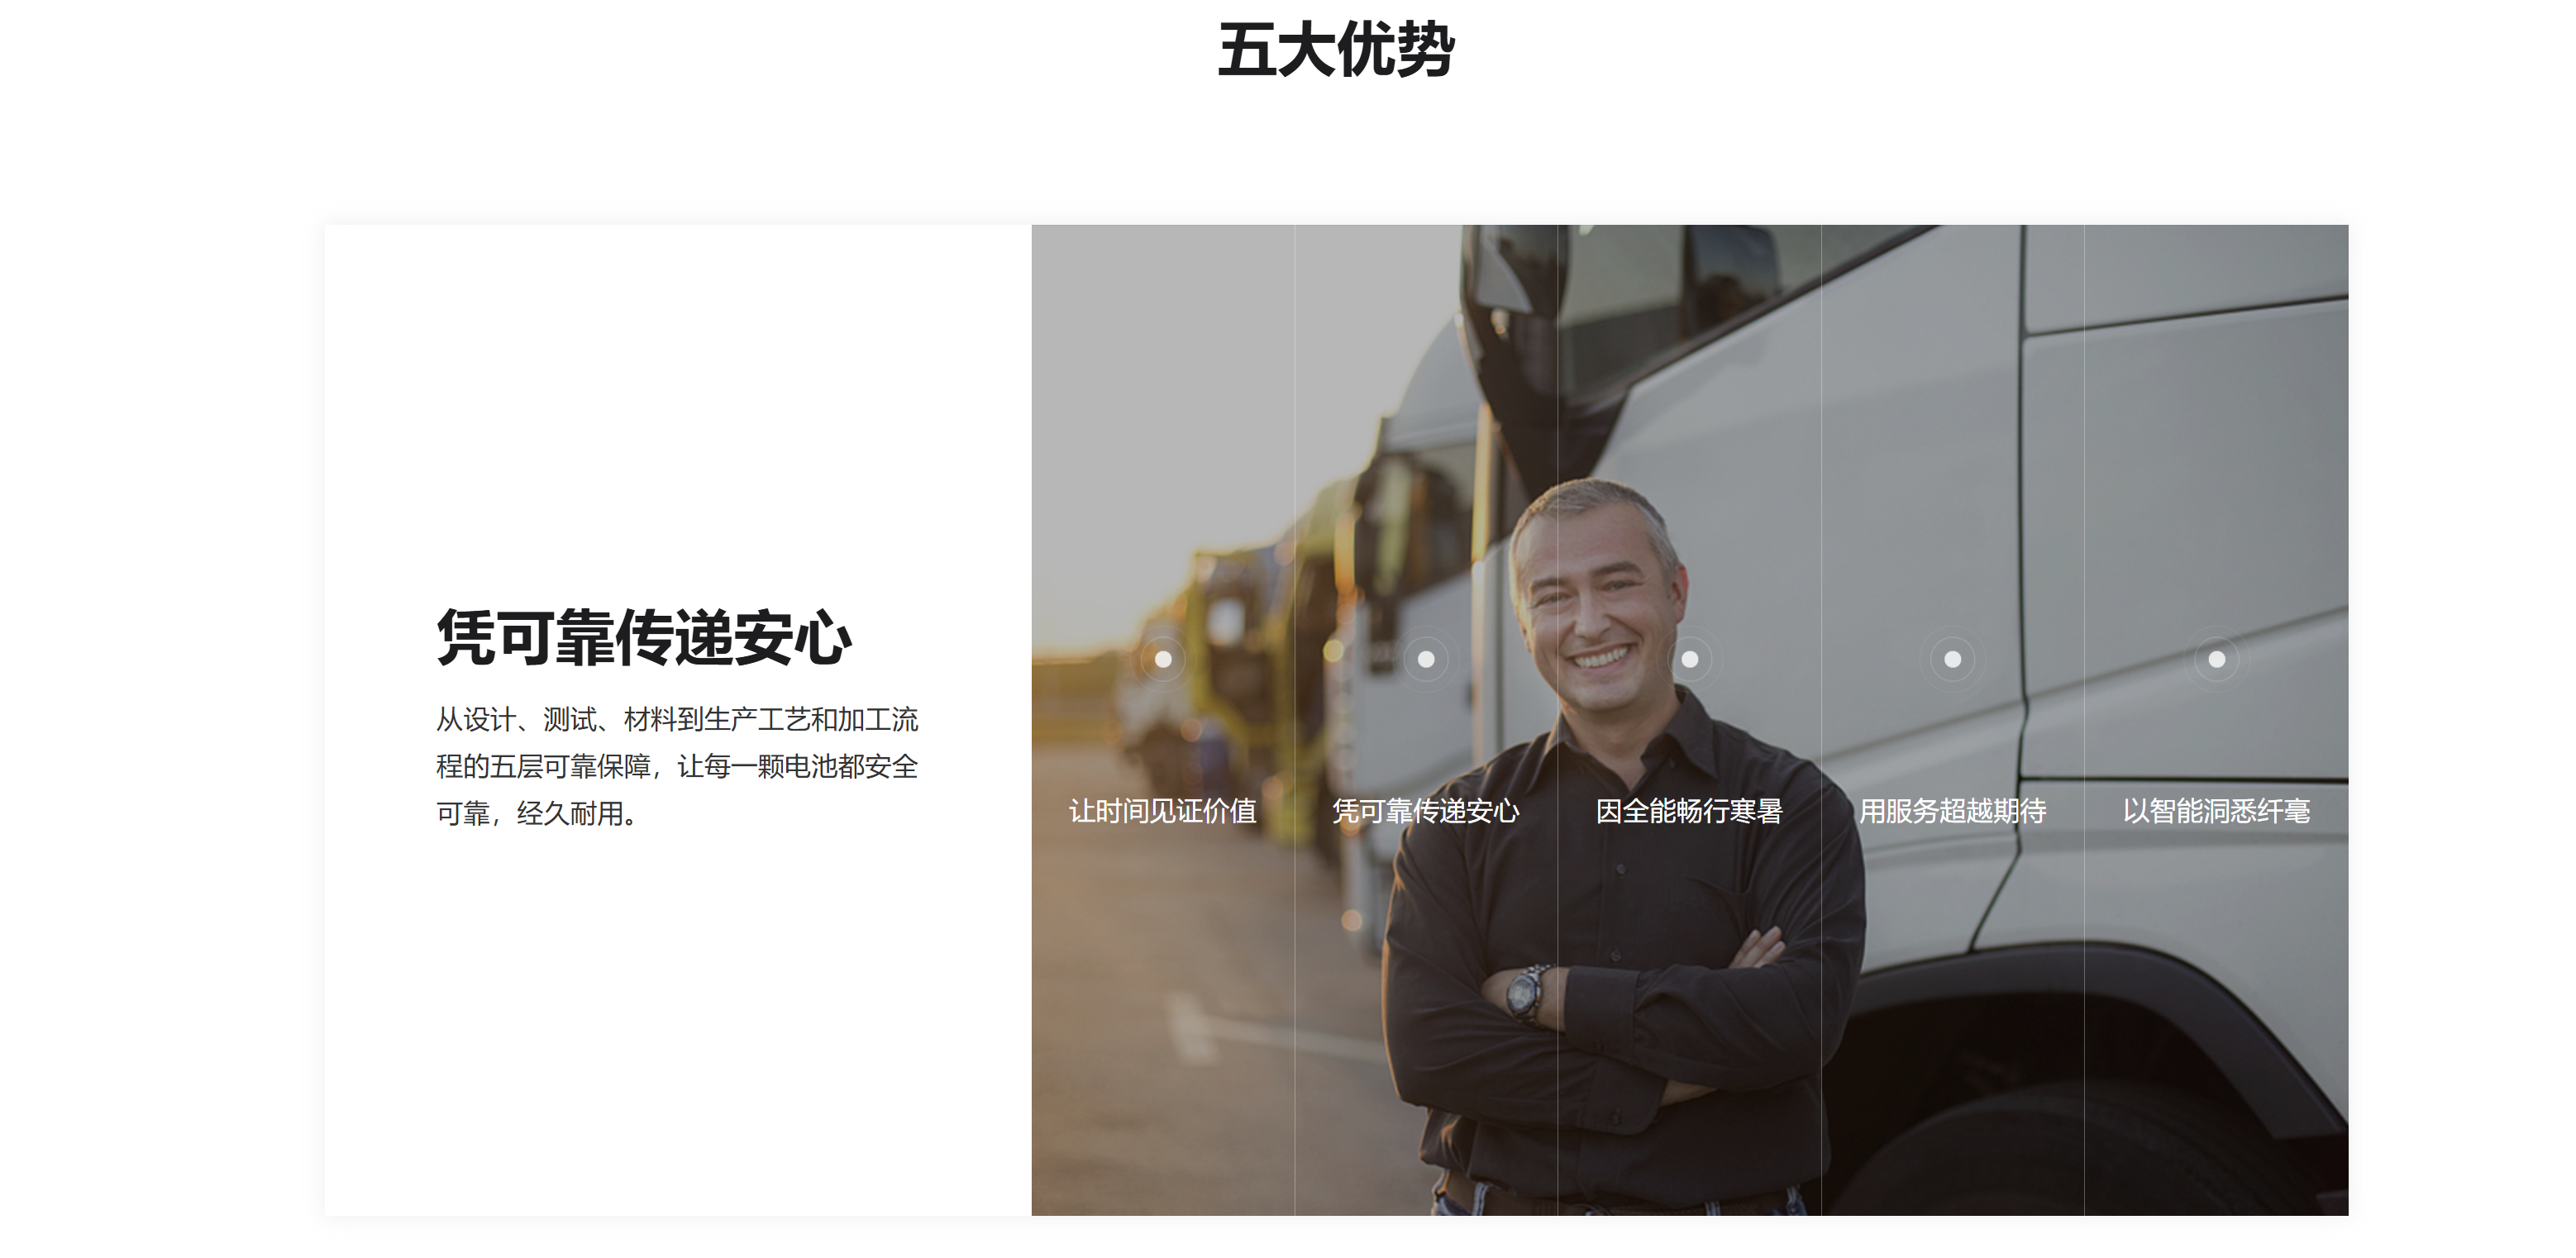 五大优势
凭可靠传递安心
从设计、测试、材料到生产工艺和加工流
程的五层可靠保障，让每一颗电池都安全
可靠，经久耐用。
让时间见证价值
凭可靠传递安心
因全能畅行寒暑
用服务超越期待
以智能洞悉纤毫